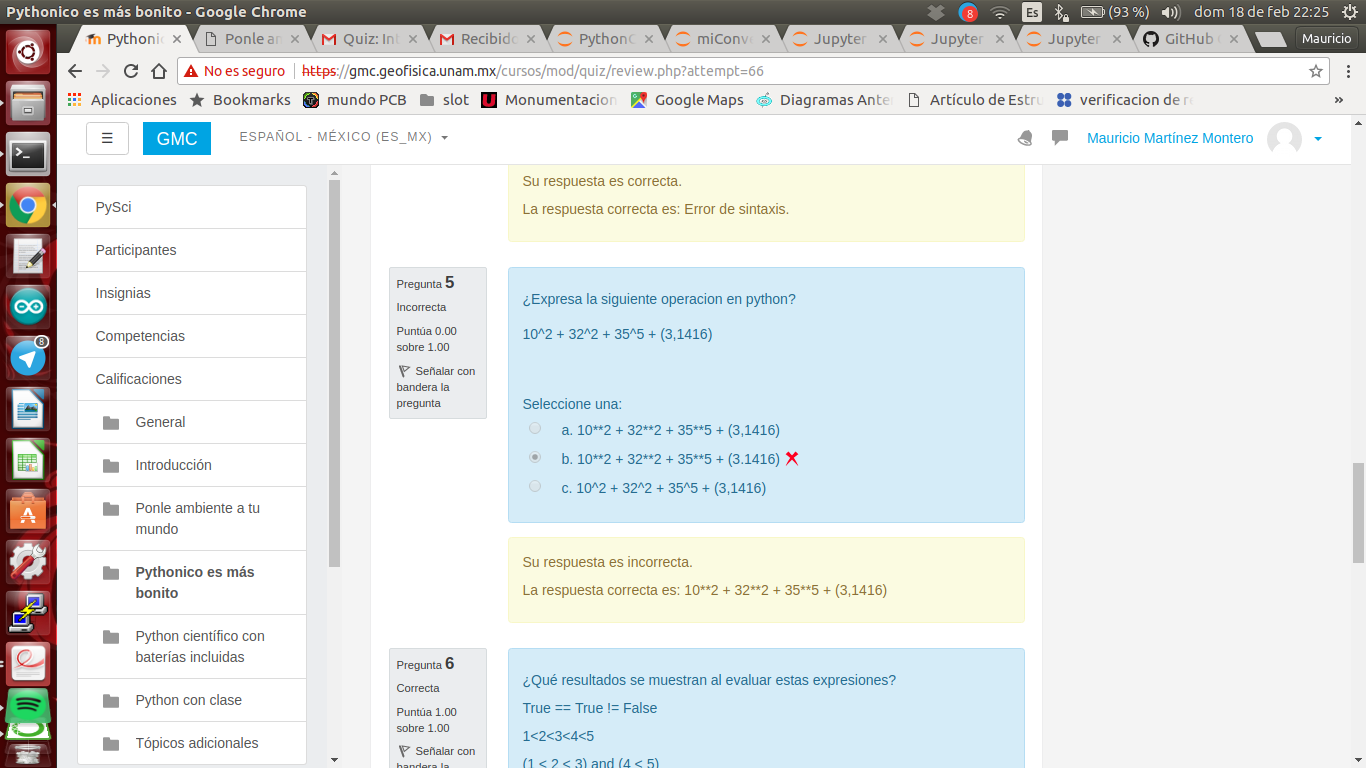 Pythonico es más bonito - Google Chrome
8
Es
(93 %)
dom 18 de feb 22:25
Pythonic
Ponle am
Quiz: Int
Recibido
PythonC
miConve
Jupyter
Jupyter
Jupyter
GitHub
Mauricio
No es seguro
https://gmc.geofisica.unam.mx/cursos/mod/quiz/review.php?attempt=66
Aplicaciones
Bookmarks
mundo PCB
slot
Monumentacion
Google Maps
Diagramas Ante
Artículo de Estru
verificacion de re
»
GMC
ESPAÑOL - MÉXICO (ES_MX)
Mauricio Martínez Montero
PySci
Participantes
Insignias
Competencias
Calificaciones
General
Introducción
Ponle ambiente a tu
mundo
Pythonico es más
bonito
Python científico con
baterías incluidas
Python con clase
Tópicos adicionales
8
Su respuesta es correcta.
La respuesta correcta es: Error de sintaxis.
Pregunta 5
Incorrecta
Puntúa 0.00
sobre 1.00
Señalar con
bandera la
pregunta
¿Expresa la siguiente operacion en python?
10^2 + 32^2 + 35^5 + (3,1416)
Seleccione una:
a. 10**2 + 32**2 + 35**5 + (3,1416)
b. 10**2 + 32**2 + 35**5 + (3.1416)
c. 10^2 + 32^2 + 35^5 + (3,1416)
Su respuesta es incorrecta.
La respuesta correcta es: 10**2 + 32**2 + 35**5 + (3,1416)
Pregunta 6
Correcta
Puntúa 1.00
sobre 1.00
Señalar con
bandera la
¿Qué resultados se muestran al evaluar estas expresiones?
True == True != False
1<2<3<4<5
(1 < 2 < 3) and (4 < 5)